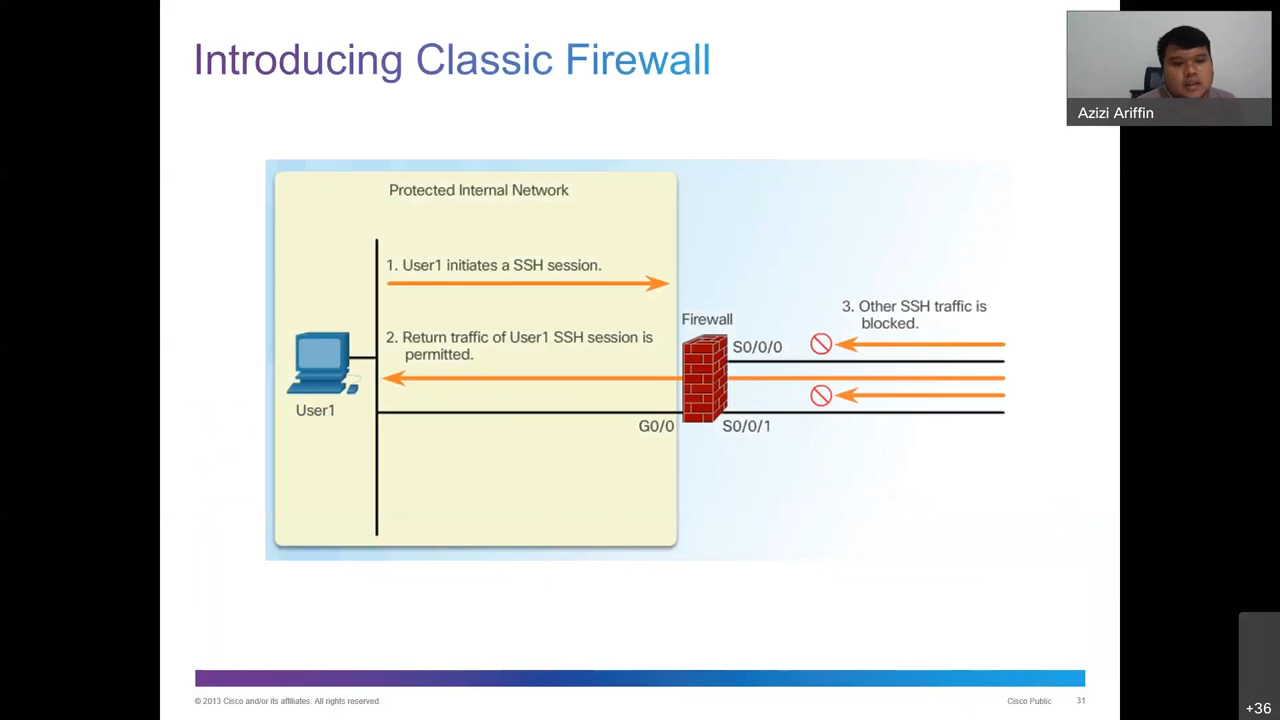 Introducing Classic Firewall
Azizi Ariffin
Protected Internal Network
1. User1 initiates a SSH session.
2. Return traffic of User1 SSH session is
permitted.
User1
Firewall
S0/0/0
G0/0
S0/0/1
3. Other SSH traffic is
blocked.
© 2013 Cisco and/or its affiliates. All rights reserved.
Cisco Public
31
+36